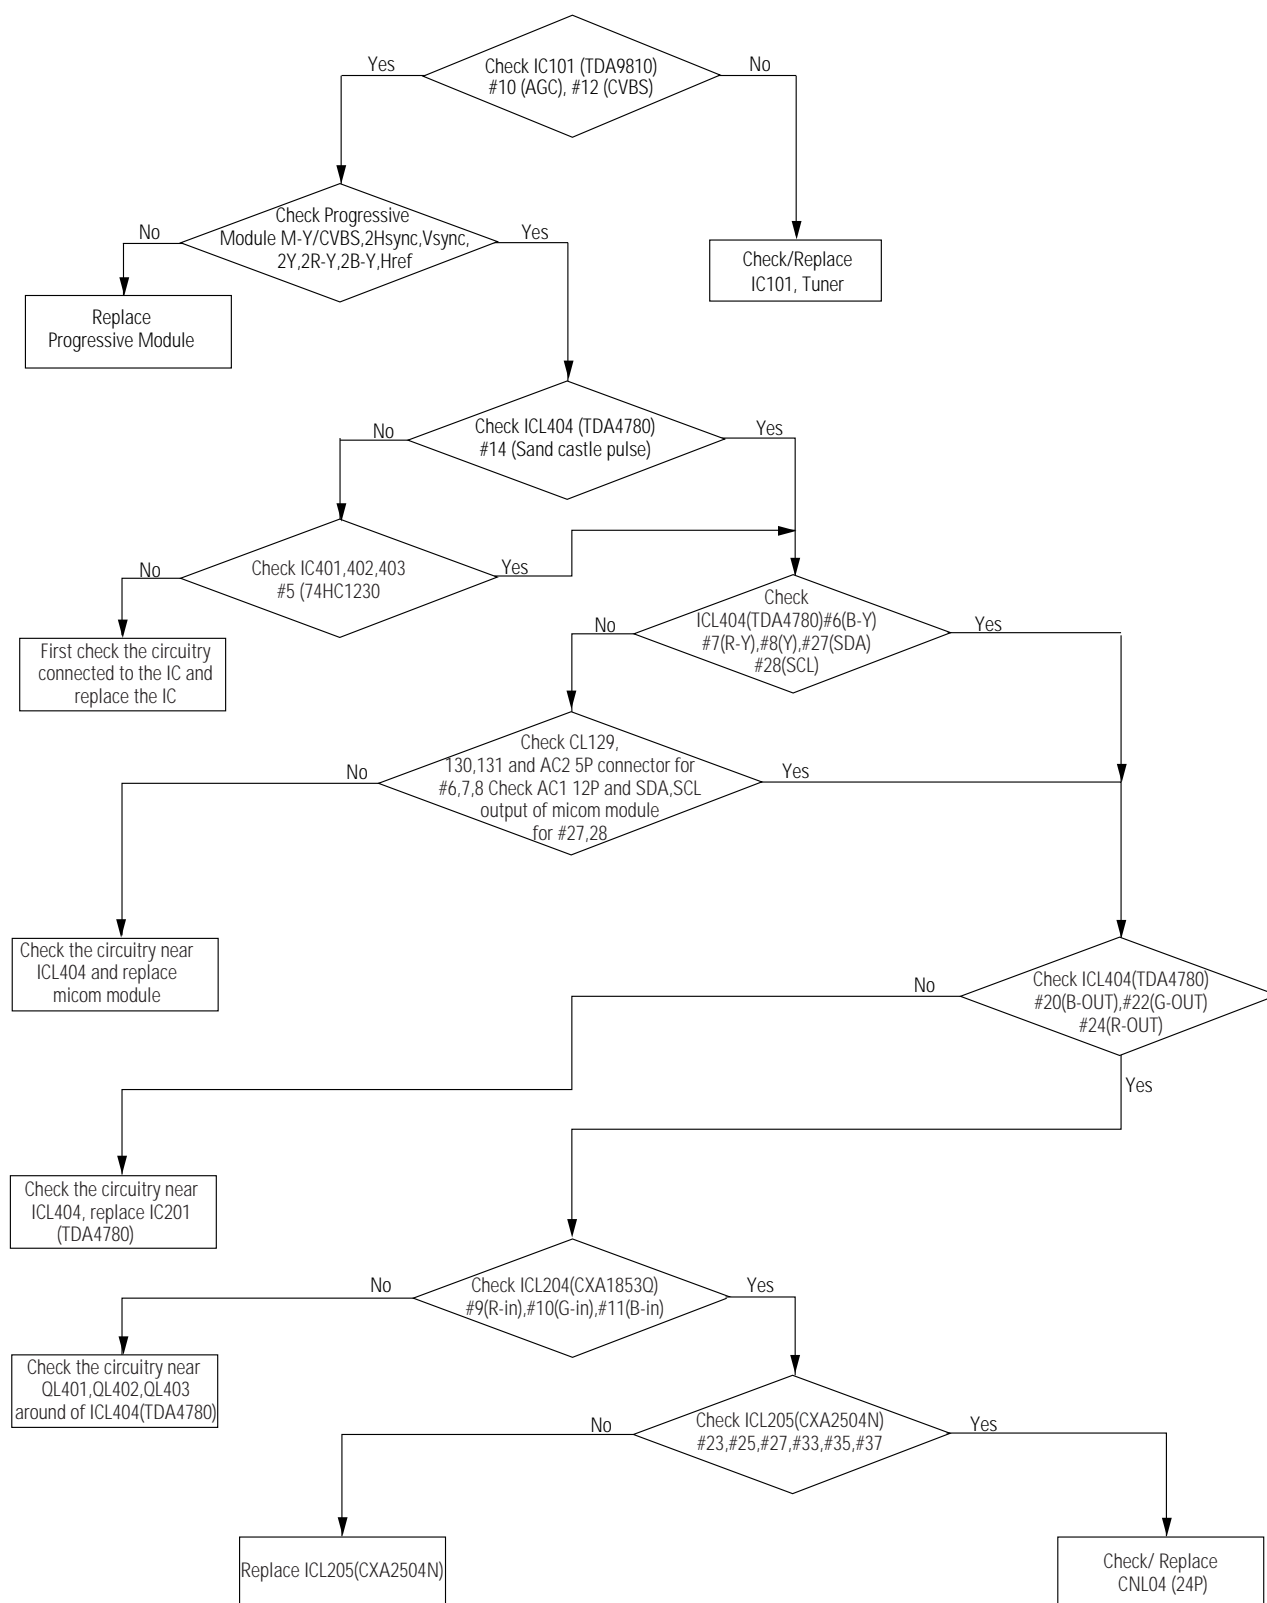 Check IC101 (TDA9810)
#10 (AGC), #12 (CVBS)
Yes
No
Check Progressive
Module M-Y/CVBS,2Hsync,Vsync,
2Y,2R-Y,2B-Y,Href
No
Yes
Check/Replace
IC101, Tuner
Replace
Progressive Module
Check ICL404 (TDA4780)
#14 (Sand castle pulse)
No
Yes
Check IC401,402,403
#5 (74HC1230
No
Yes
Check
ICL404(TDA4780)#6(B-Y)
#7(R-Y),#8(Y),#27(SDA)
#28(SCL)
No
Yes
First check the circuitry
connected to the IC and
replace the IC
Check CL129,
130,131 and AC2 5P connector for
#6,7,8 Check AC1 12P and SDA,SCL
output of micom module
for #27,28
No
Yes
Check the circuitry near
ICL404 and replace
micom module
Check ICL404(TDA4780)
#20(B-OUT),#22(G-OUT)
#24(R-OUT)
No
Yes
Check the circuitry near
ICL404, replace IC201
(TDA4780)
Check ICL204(CXA1853Q)
#9(R-in),#10(G-in),#11(B-in)
No
Yes
Check the circuitry near
QL401,QL402,QL403
around of ICL404(TDA4780)
Check ICL205(CXA2504N)
#23,#25,#27,#33,#35,#37
No
Yes
Replace ICL205(CXA2504N)
Check/ Replace
CNL04 (24P)